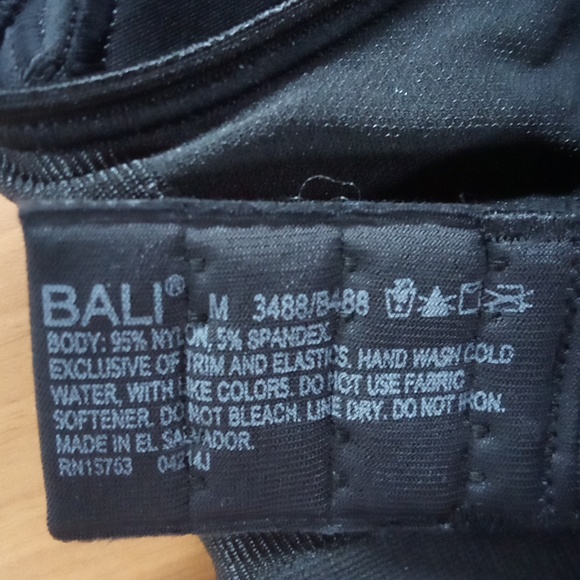 BALI® M 3488/B488
BODY: 95% NYLON, 5% SPANDEX
EXCLUSIVE OF TRIM AND ELASTICS. HAND WASH COLD
WATER, WITH LIKE COLORS. DO NOT USE FABRIC
SOFTENER. DO NOT BLEACH. LINE DRY. DO NOT IRON.
MADE IN EL SALVADOR.
RN15763 04214J